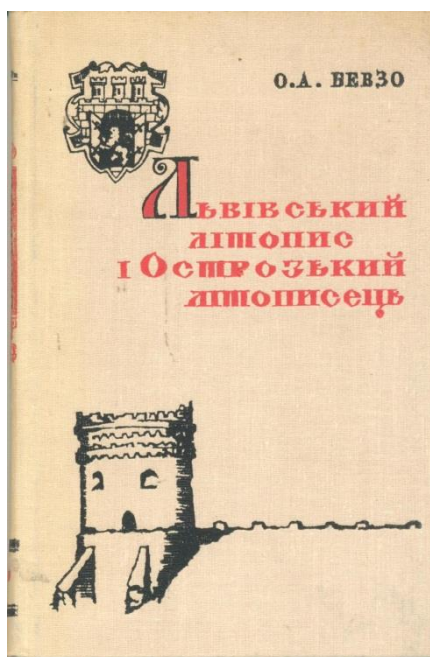 О.А. БЕВЗО
Львівський
літопис
і Острозький
літописець